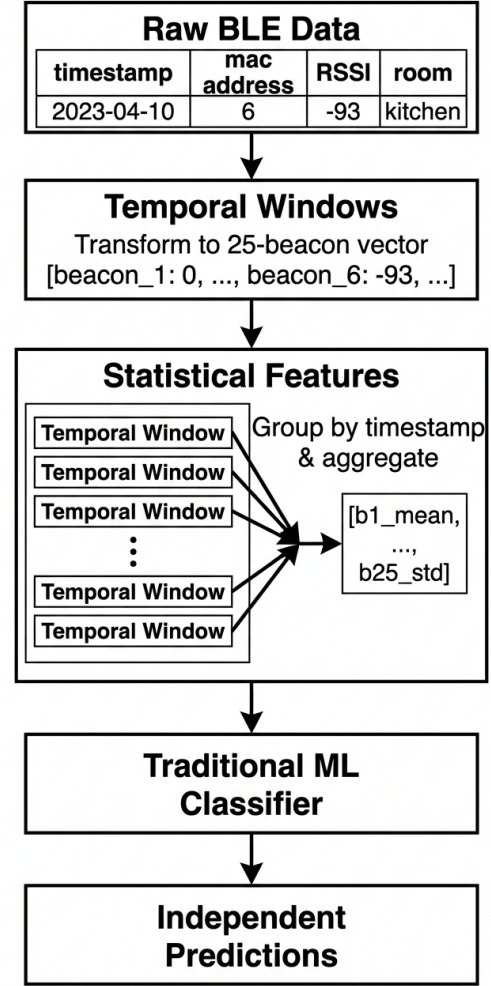 Raw BLE Data
timestamp mac address RSSI room
2023-04-10 6 -93 kitchen
Temporal Windows
Transform to 25-beacon vector
[beacon_1: 0, ..., beacon_6: -93, ...]
Statistical Features
Temporal Window
Temporal Window
Temporal Window
Temporal Window
Temporal Window
Group by timestamp
& aggregate
[b1_mean,
...,
b25_std]
Traditional ML
Classifier
Independent
Predictions